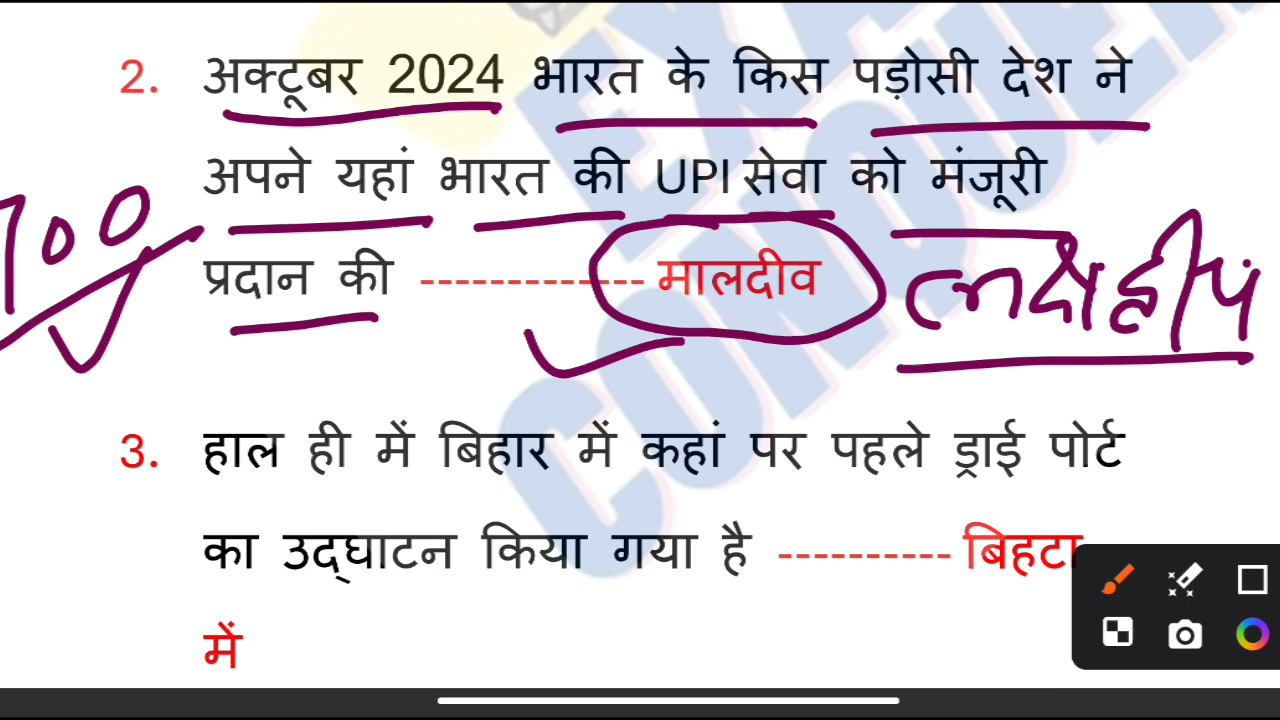 2. अक्टूबर 2024 भारत के किस पड़ोसी देश ने
अपने यहां भारत की UPI सेवा को मंजूरी
100
प्रदान की ------------- मालदीव
लक्षद्वीप
3. हाल ही में बिहार में कहां पर पहले ड्राई पोर्ट
का उद्घाटन किया गया है ---------- बिहटा
में